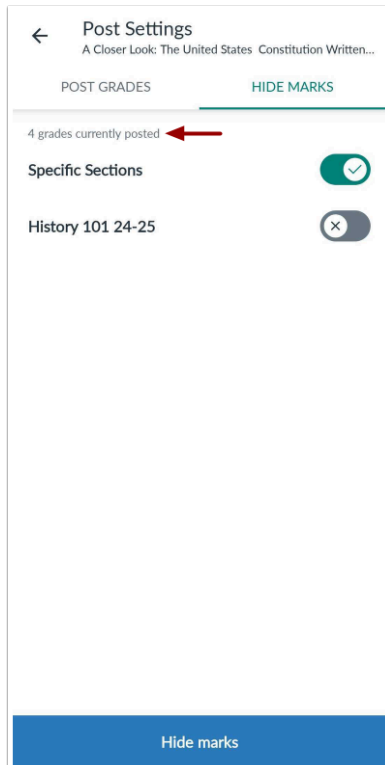 Post Settings
A Closer Look: The United States Constitution Written...
POST GRADES
HIDE MARKS
4 grades currently posted
Specific Sections
History 101 24-25
Hide marks